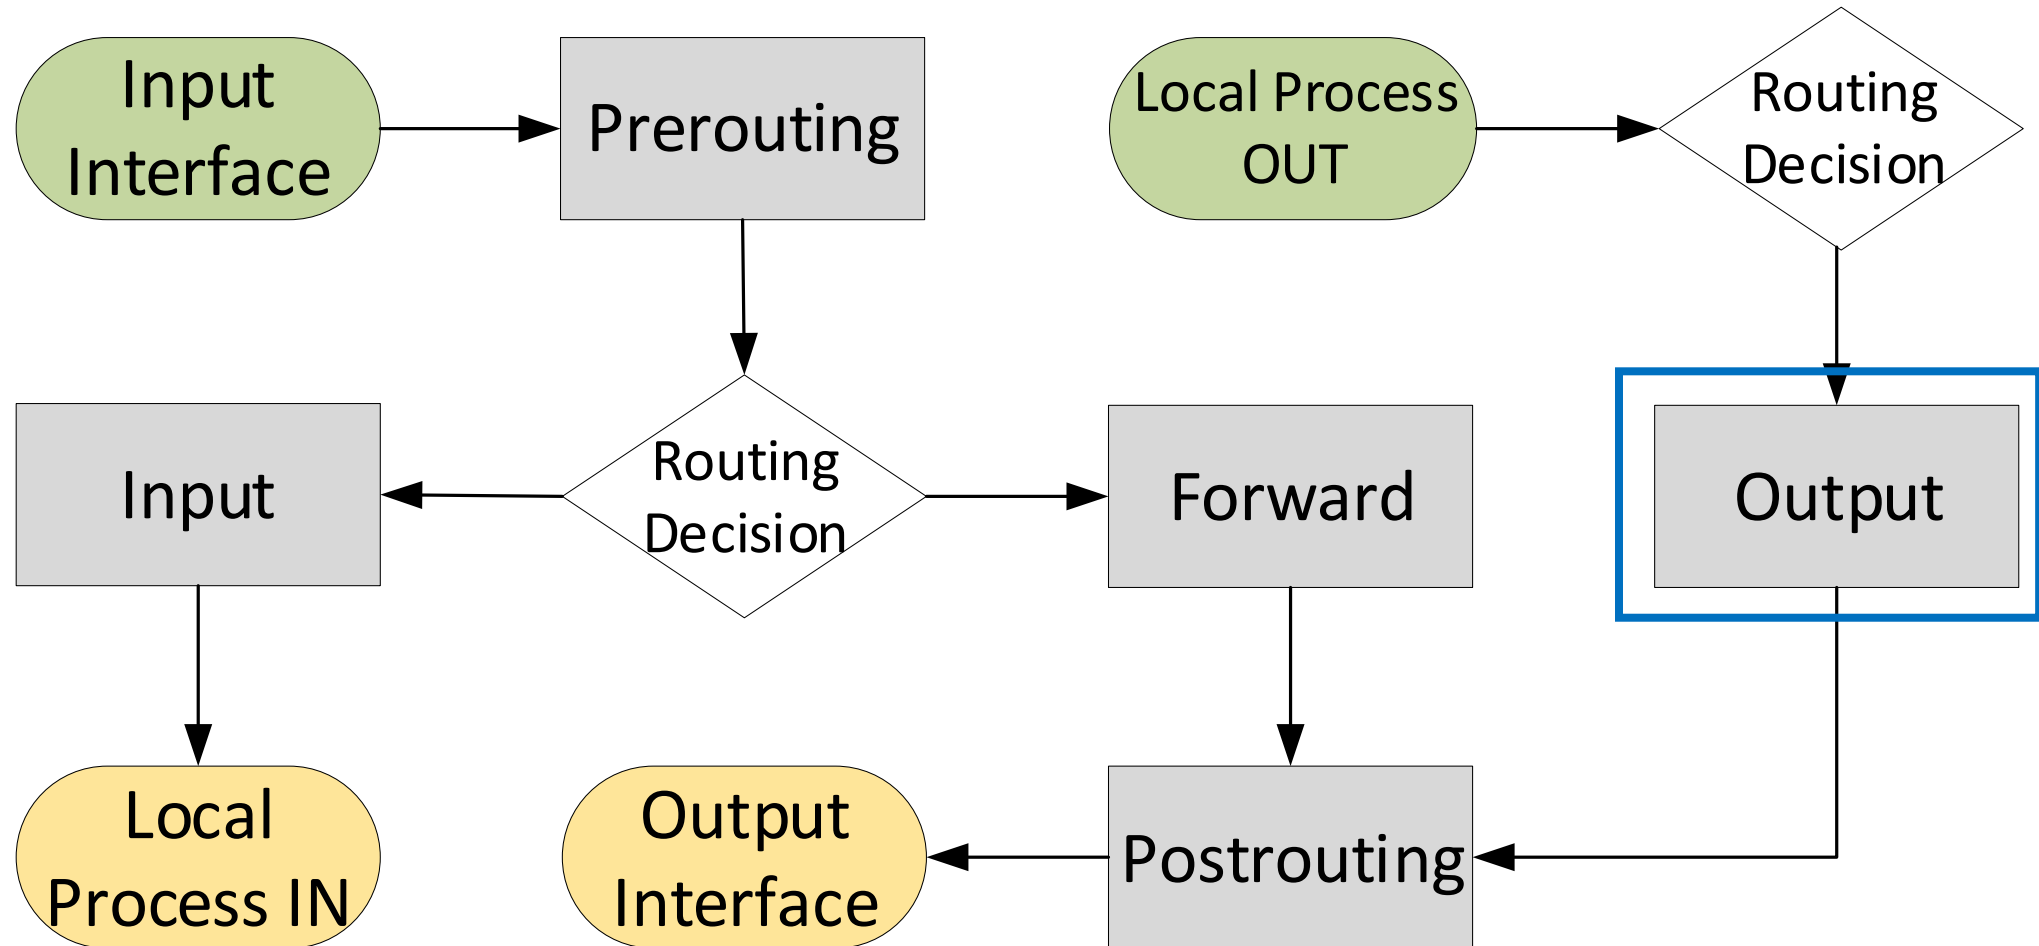 Input
Interface
Prerouting
Local Process
OUT
Routing
Decision
Input
Routing
Decision
Forward
Output
Local
Process IN
Output
Interface
Postrouting